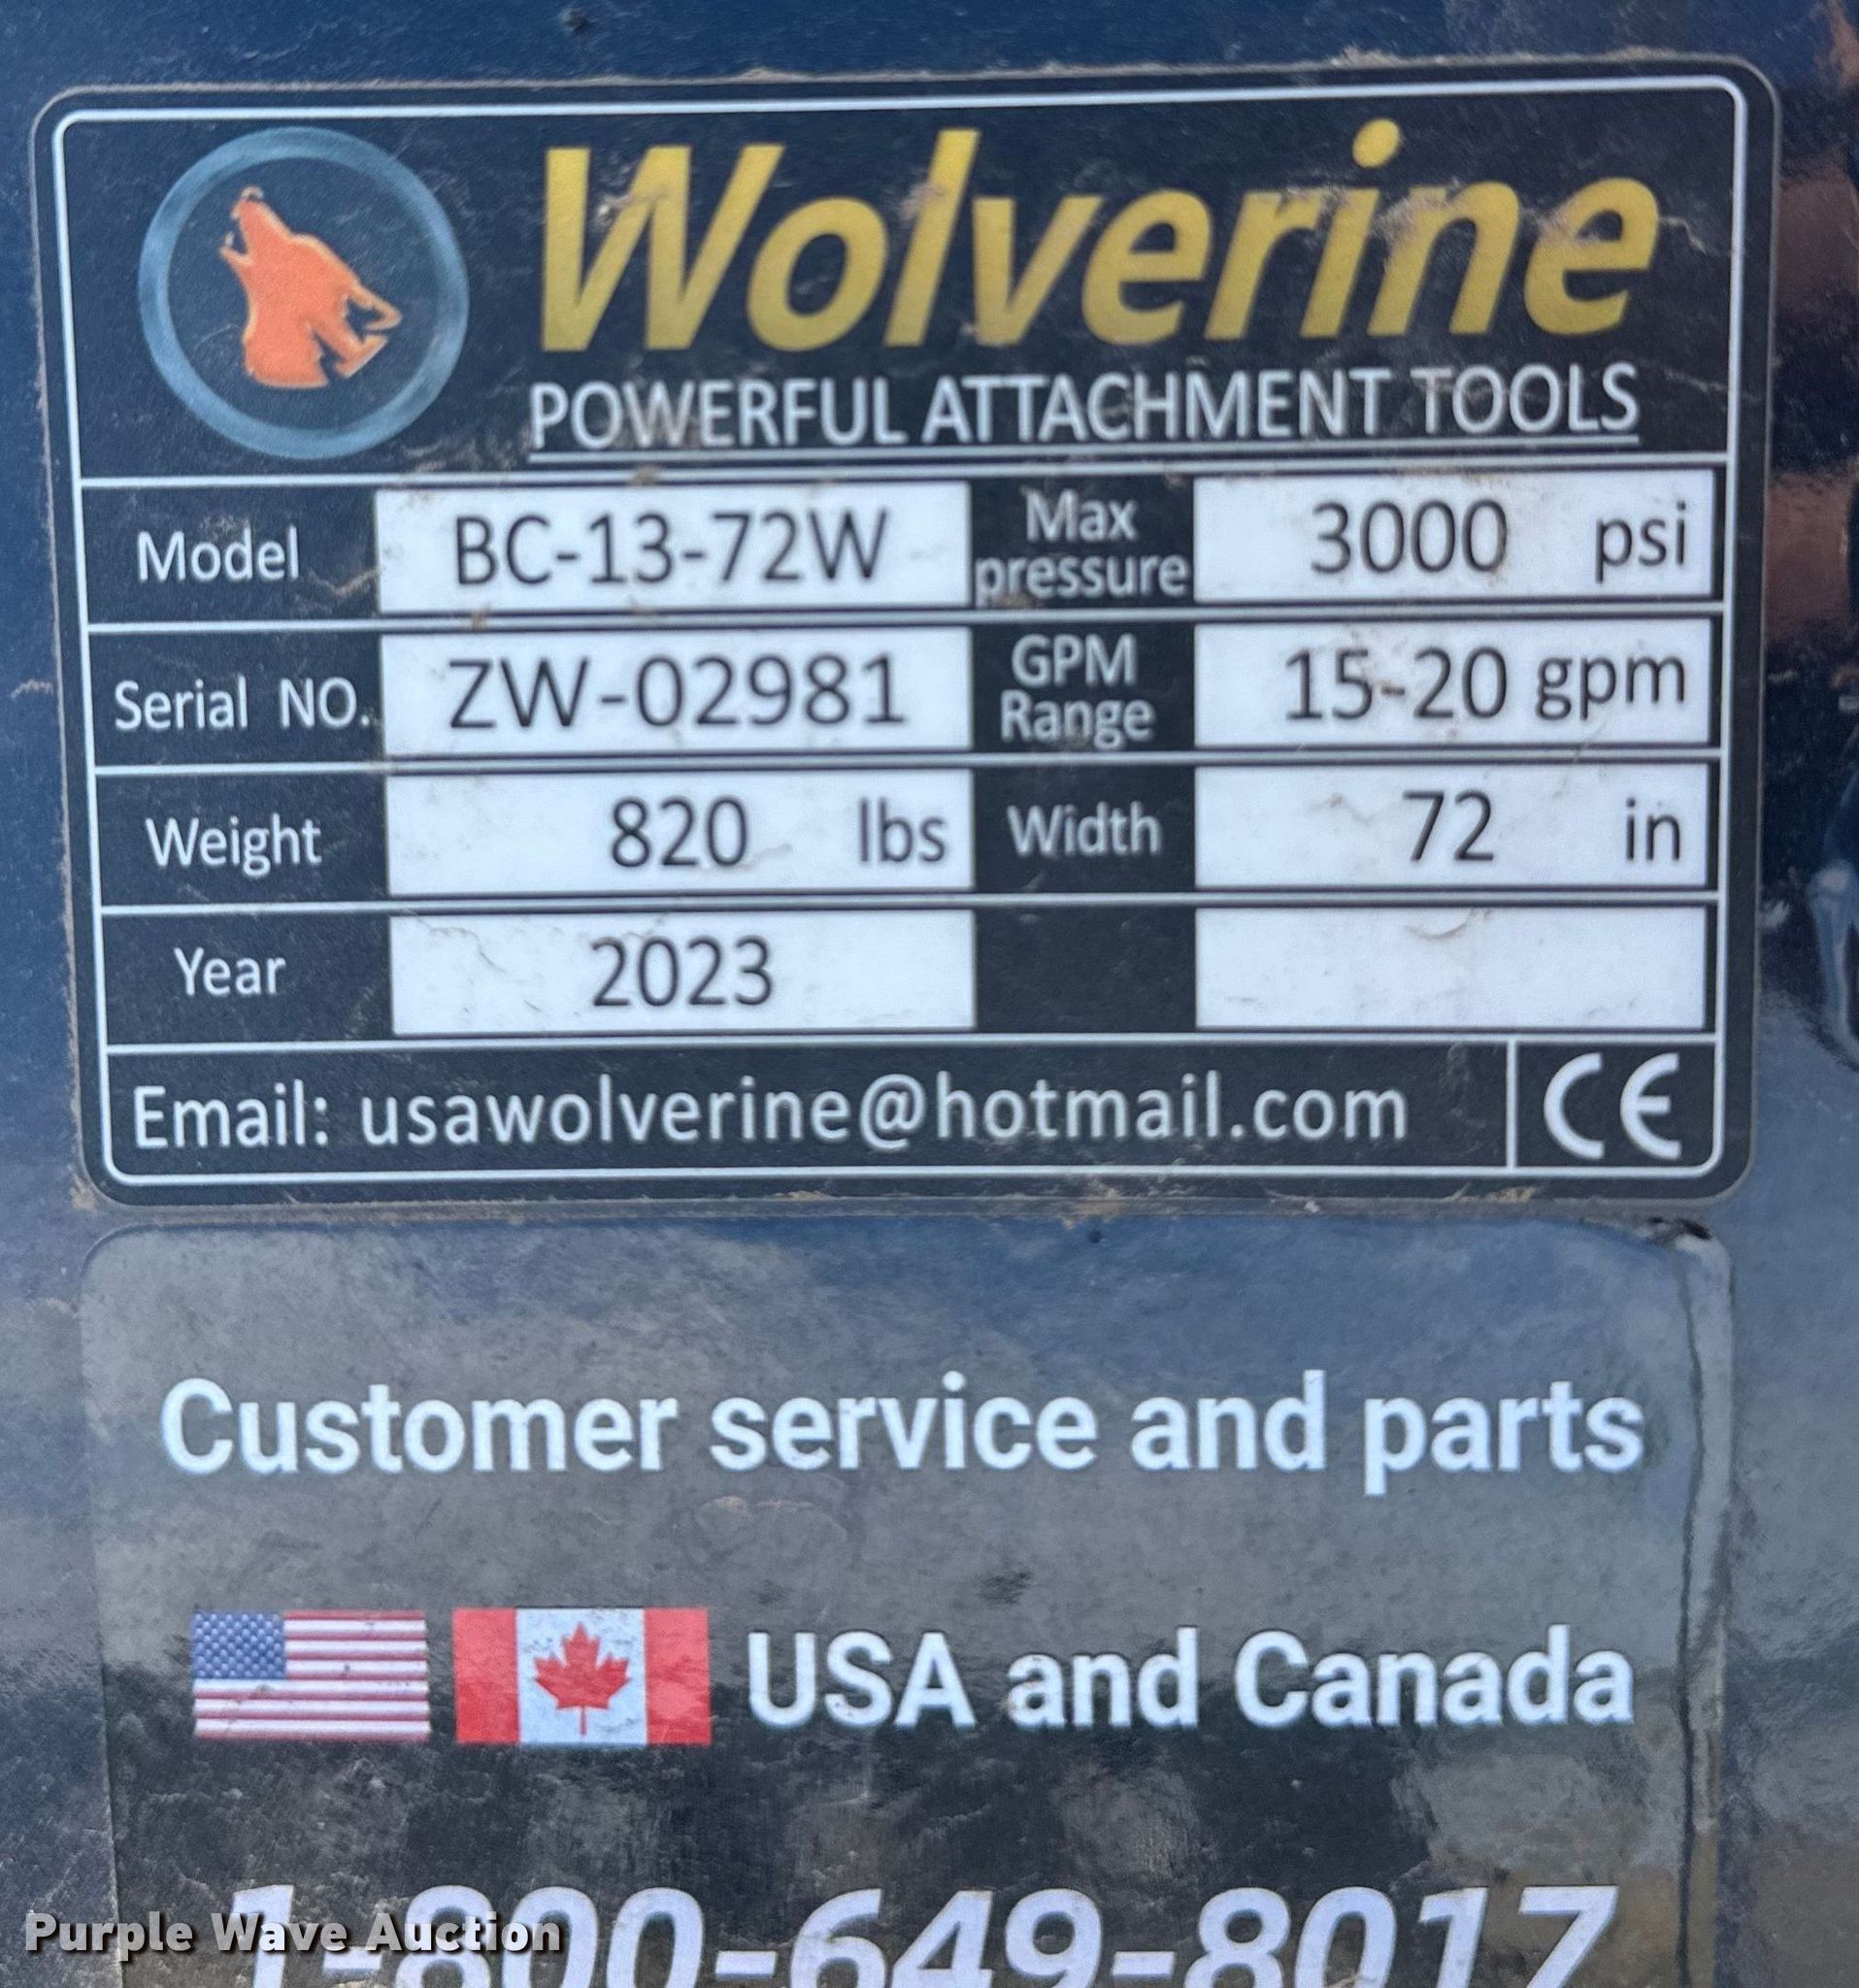 Wolverine
POWERFUL ATTACHMENT TOOLS
Model BC-13-72W Max pressure 3000 psi
Serial NO. ZW-02981 GPM Range 15-20 gpm
Weight 820 lbs Width 72 in
Year 2023
Email: usawolverine@hotmail.com CE
Customer service and parts
USA and Canada
1-800-649-8017
Purple Wave Auction